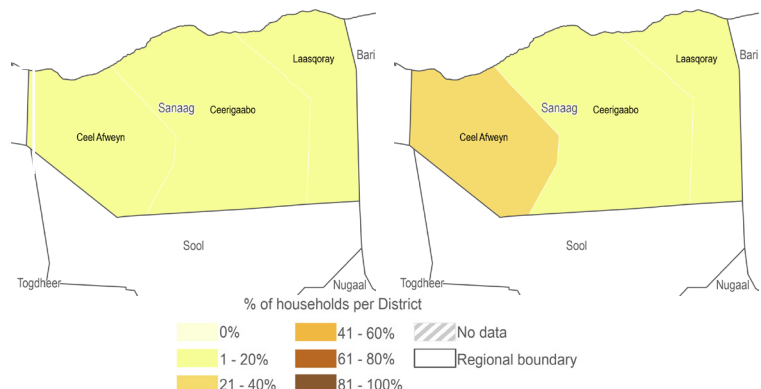 Laasqoray
Bari
Sanaag
Ceerigaabo
Ceel Afweyn
Sool
Togdheer
Nugaal
Laasqoray
Bari
Sanaag
Ceerigaabo
Ceel Afweyn
Sool
Togdheer
Nugaal
% of households per District
0%
1 - 20%
21 - 40%
41 - 60%
61 - 80%
81 - 100%
No data
Regional boundary